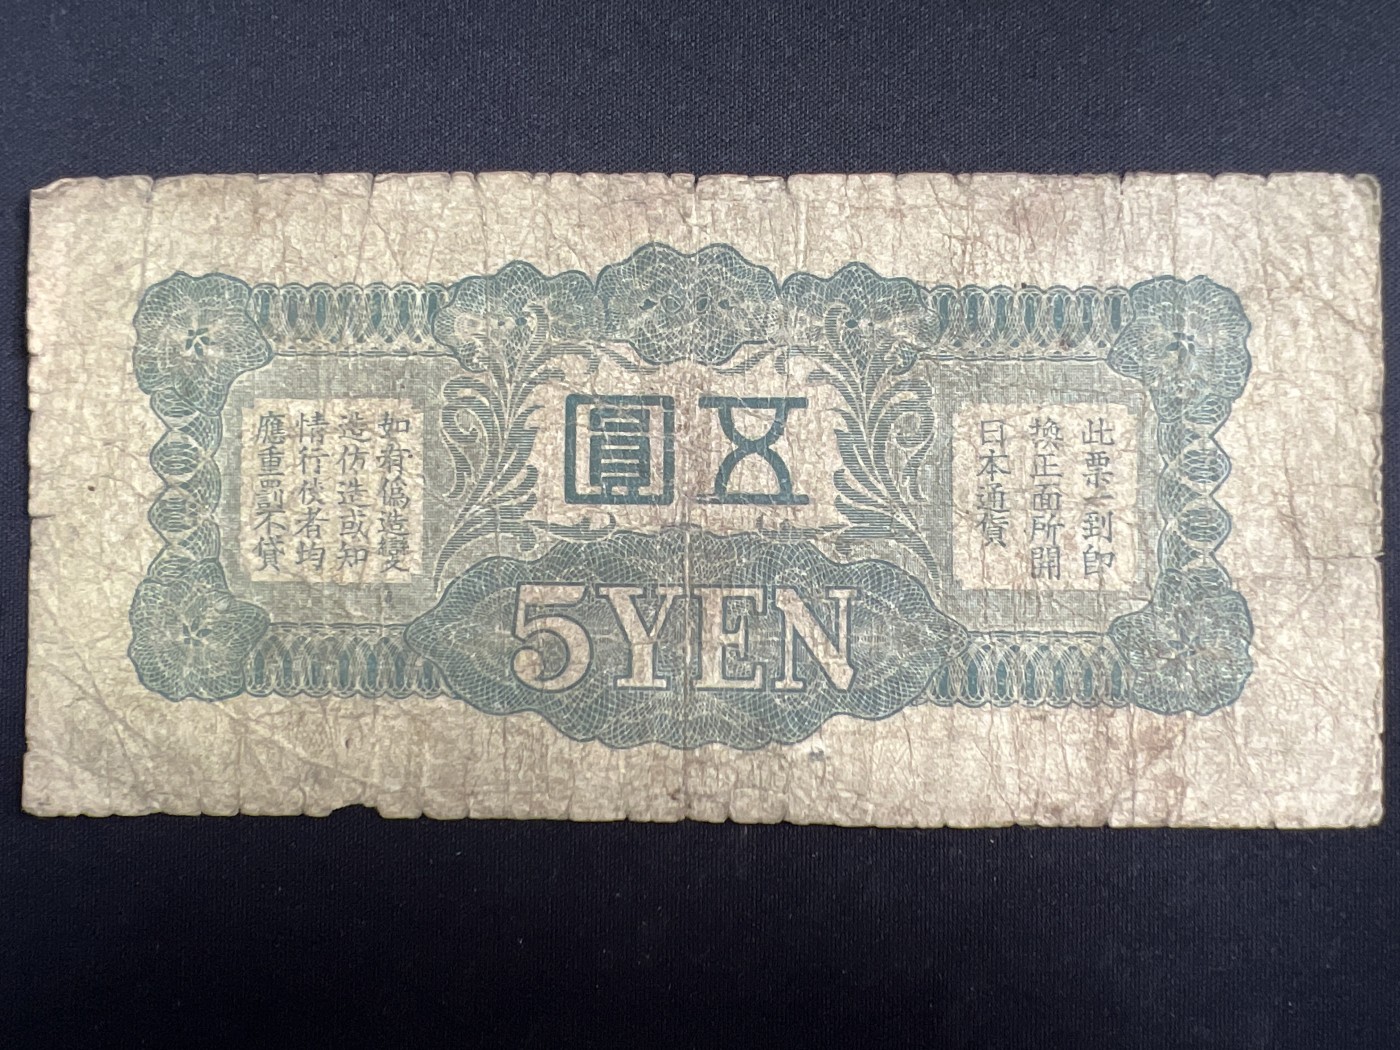 五圓
此票一到即
換正面所開
日本通貨
如有偽造變
造仿造或知
情行使者均
應重罰不貸
5YEN